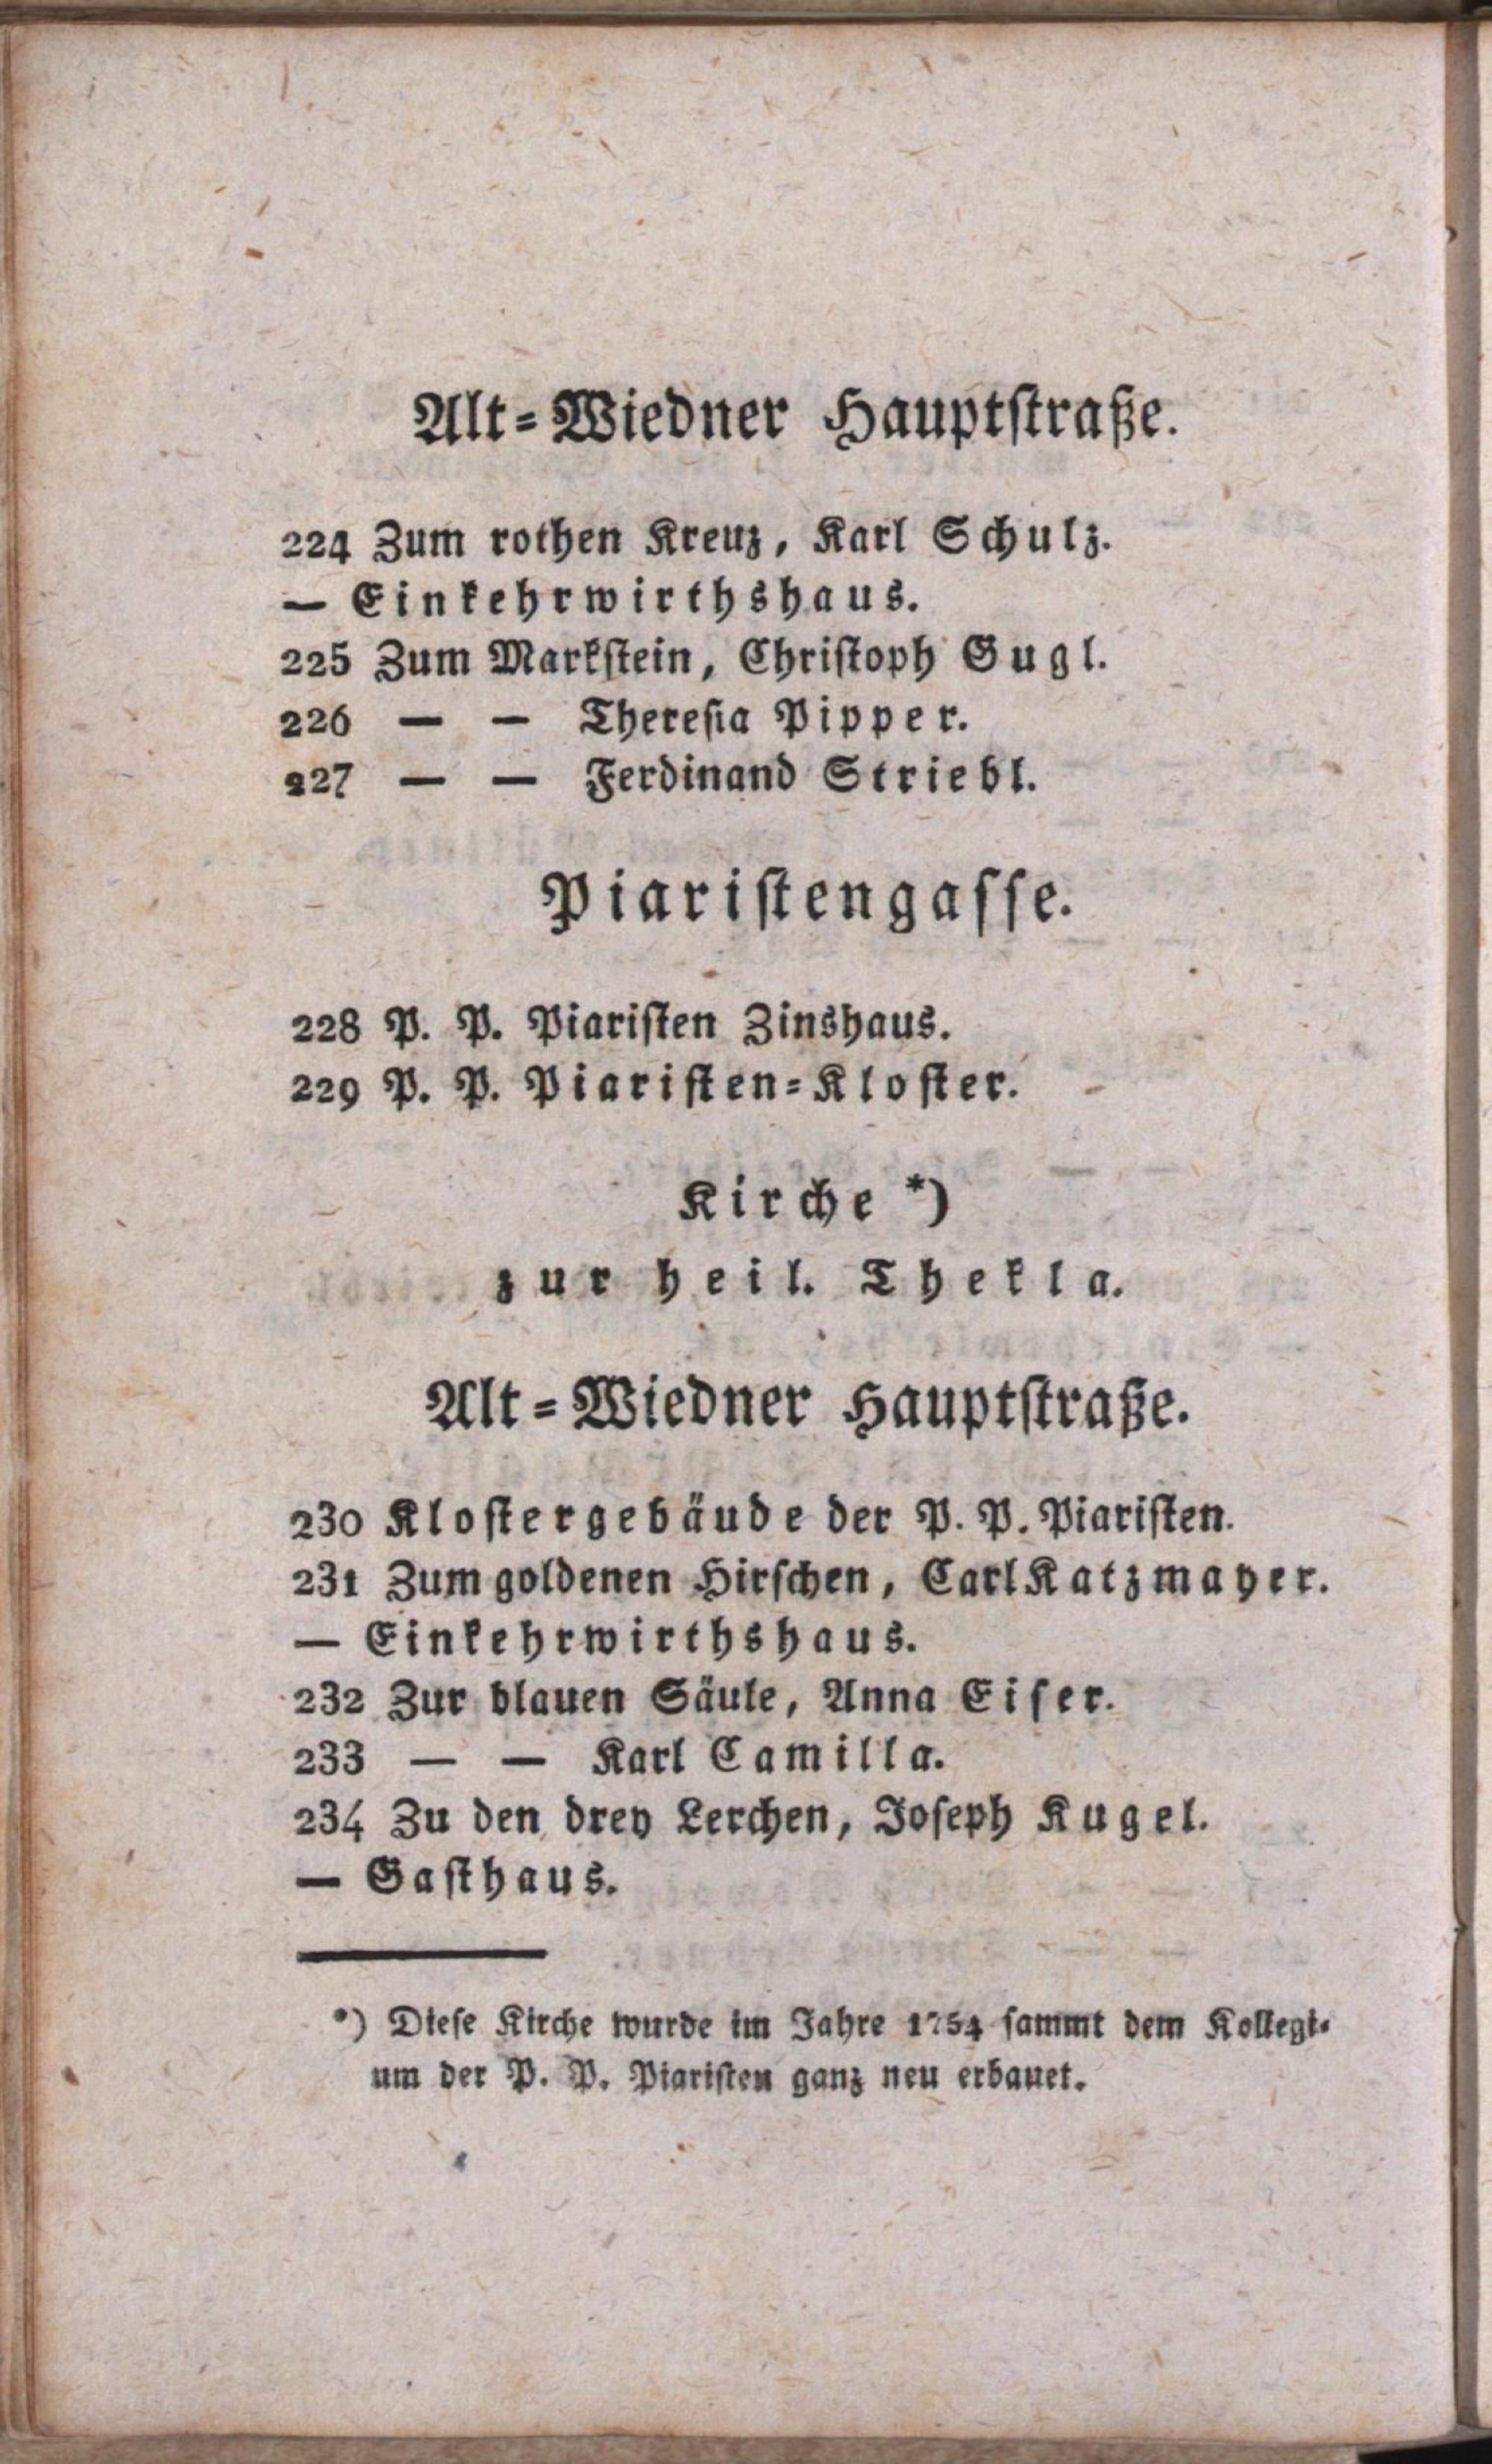 Alt-Wiedner Hauptstraße.
224 Zum rothen Kreuz, Karl Schulz.
— Einkehrwirthshaus.
225 Zum Markstein, Christoph Gugl.
226 — — Theresia Pipper.
227 — — Ferdinand Striebl.
Piaristengasse.
228 P. P. Piaristen Zinshaus.
229 P. P. Piaristen-Kloster.
Kirche *)
zur heil. Thekla.
Alt-Wiedner Hauptstraße.
230 Klostergebäude der P. P. Piaristen.
231 Zum goldenen Hirschen, Carl Katzmayer.
— Einkehrwirthshaus.
232 Zur blauen Säule, Anna Eiser.
233 — — Karl Camilla.
234 Zu den drey Lerchen, Joseph Kugel.
— Gasthaus.
*) Diese Kirche wurde im Jahre 1754 sammt dem Kollegi-
um der P. P. Piaristen ganz neu erbauet.